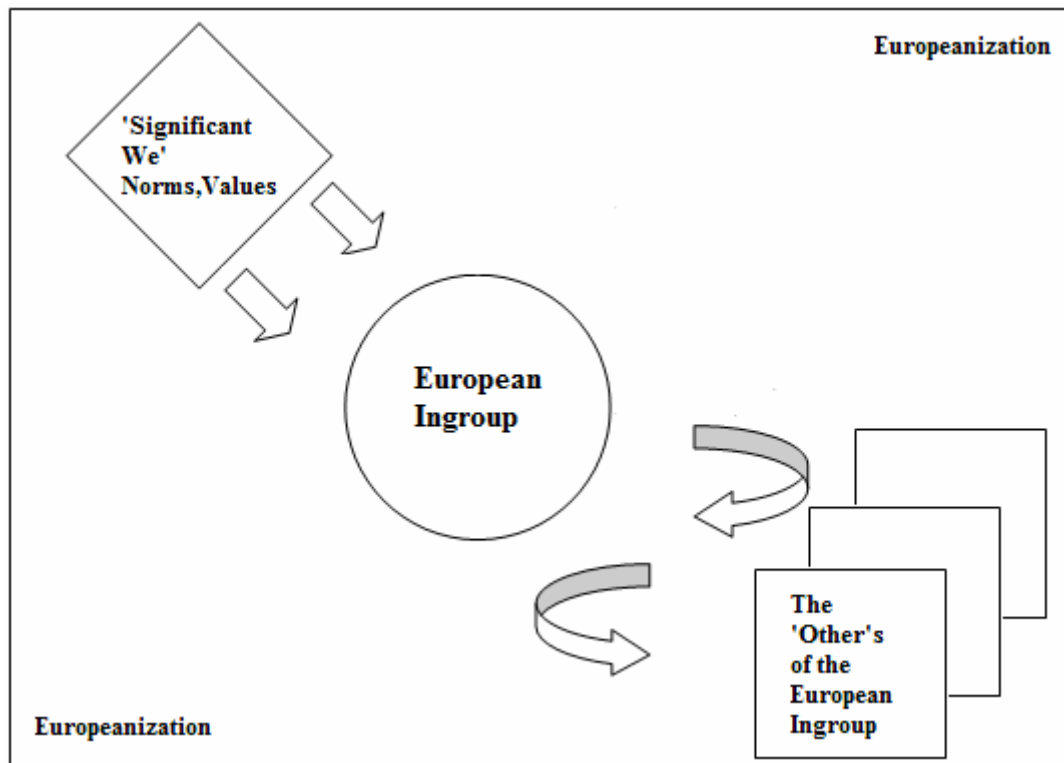 Europeanization
'Significant
We'
Norms,Values
European
Ingroup
The
'Other's
of the
European
Ingroup
Europeanization